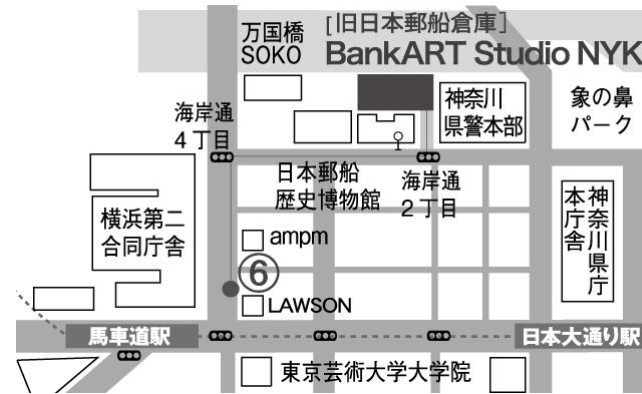 万国橋
SOKO
[旧日本郵船倉庫]
BankART Studio NYK
海岸通
4丁目
神奈川
県警本部
象の鼻
パーク
日本郵船
歴史博物館
海岸通
2丁目
横浜第二
合同庁舎
神奈川県庁
本庁舎
ampm
⑥
LAWSON
馬車道駅
日本大通り駅
東京芸術大学大学院